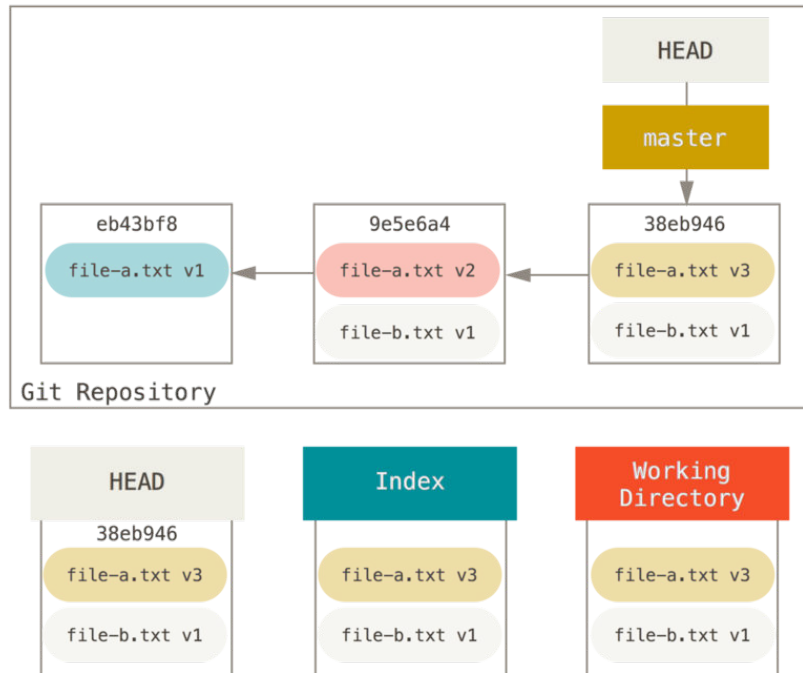 HEAD
master
eb43bf8
9e5e6a4
38eb946
file-a.txt v1
file-a.txt v2
file-a.txt v3
file-b.txt v1
file-b.txt v1
Git Repository
HEAD
Index
Working
Directory
38eb946
file-a.txt v3
file-a.txt v3
file-a.txt v3
file-b.txt v1
file-b.txt v1
file-b.txt v1